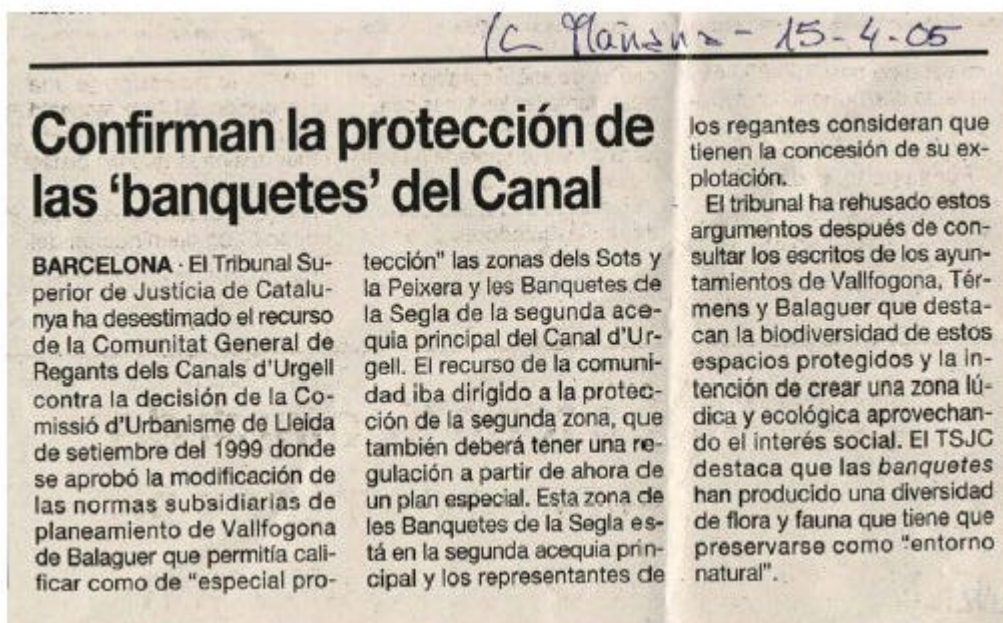 La Mañana - 15-4-05
Confirman la protección de
las 'banquetes' del Canal
BARCELONA · El Tribunal Su-
perior de Justícia de Catalu-
nya ha desestimado el recurso
de la Comunitat General de
Regants dels Canals d'Urgell
contra la decisión de la Co-
missió d'Urbanisme de Lleida
de setiembre del 1999 donde
se aprobó la modificación de
las normas subsidiarias de
planeamiento de Vallfogona
de Balaguer que permitía cali-
ficar como de "especial pro-
tección" las zonas dels Sots y
la Peixera y les Banquetes de
la Segla de la segunda ace-
quia principal del Canal d'Ur-
gell. El recurso de la comuni-
dad iba dirigido a la protec-
ción de la segunda zona, que
también deberá tener una re-
gulación a partir de ahora de
un plan especial. Esta zona de
les Banquetes de la Segla es-
tá en la segunda acequia prin-
cipal y los representantes de
los regantes consideran que
tienen la concesión de su ex-
plotación.
El tribunal ha rehusado estos
argumentos después de con-
sultar los escritos de los ayun-
tamientos de Vallfogona, Tér-
mens y Balaguer que desta-
can la biodiversidad de estos
espacios protegidos y la in-
tención de crear una zona lú-
dica y ecológica aprovechan-
do el interés social. El TSJC
destaca que las banquetes
han producido una diversidad
de flora y fauna que tiene que
preservarse como "entorno
natural".